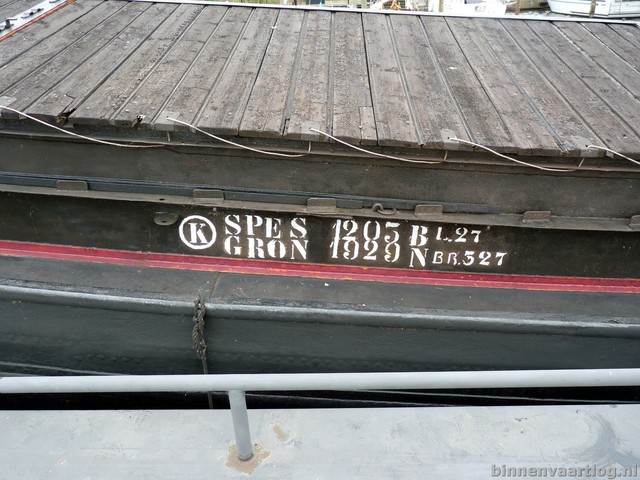 K SPES 1205 B L.27
GRON 1929 N BR.527
binnenvaartlog.nl